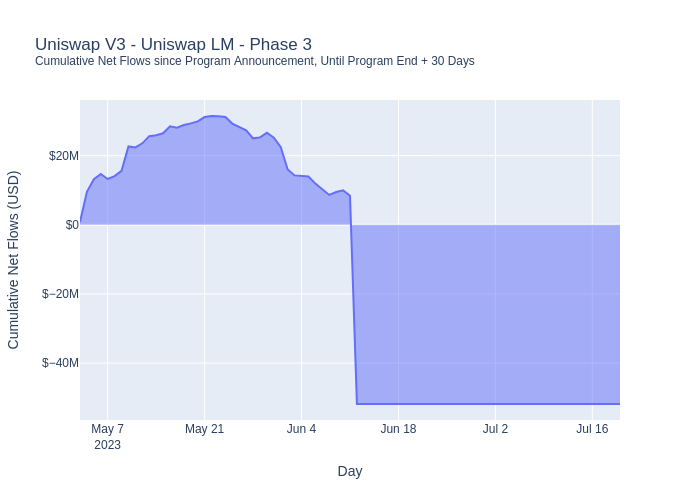 Uniswap V3 - Uniswap LM - Phase 3
Cumulative Net Flows since Program Announcement, Until Program End + 30 Days
Cumulative Net Flows (USD)
$20M
$0
$−20M
$−40M
May 7
2023
May 21
Jun 4
Jun 18
Jul 2
Jul 16
Day